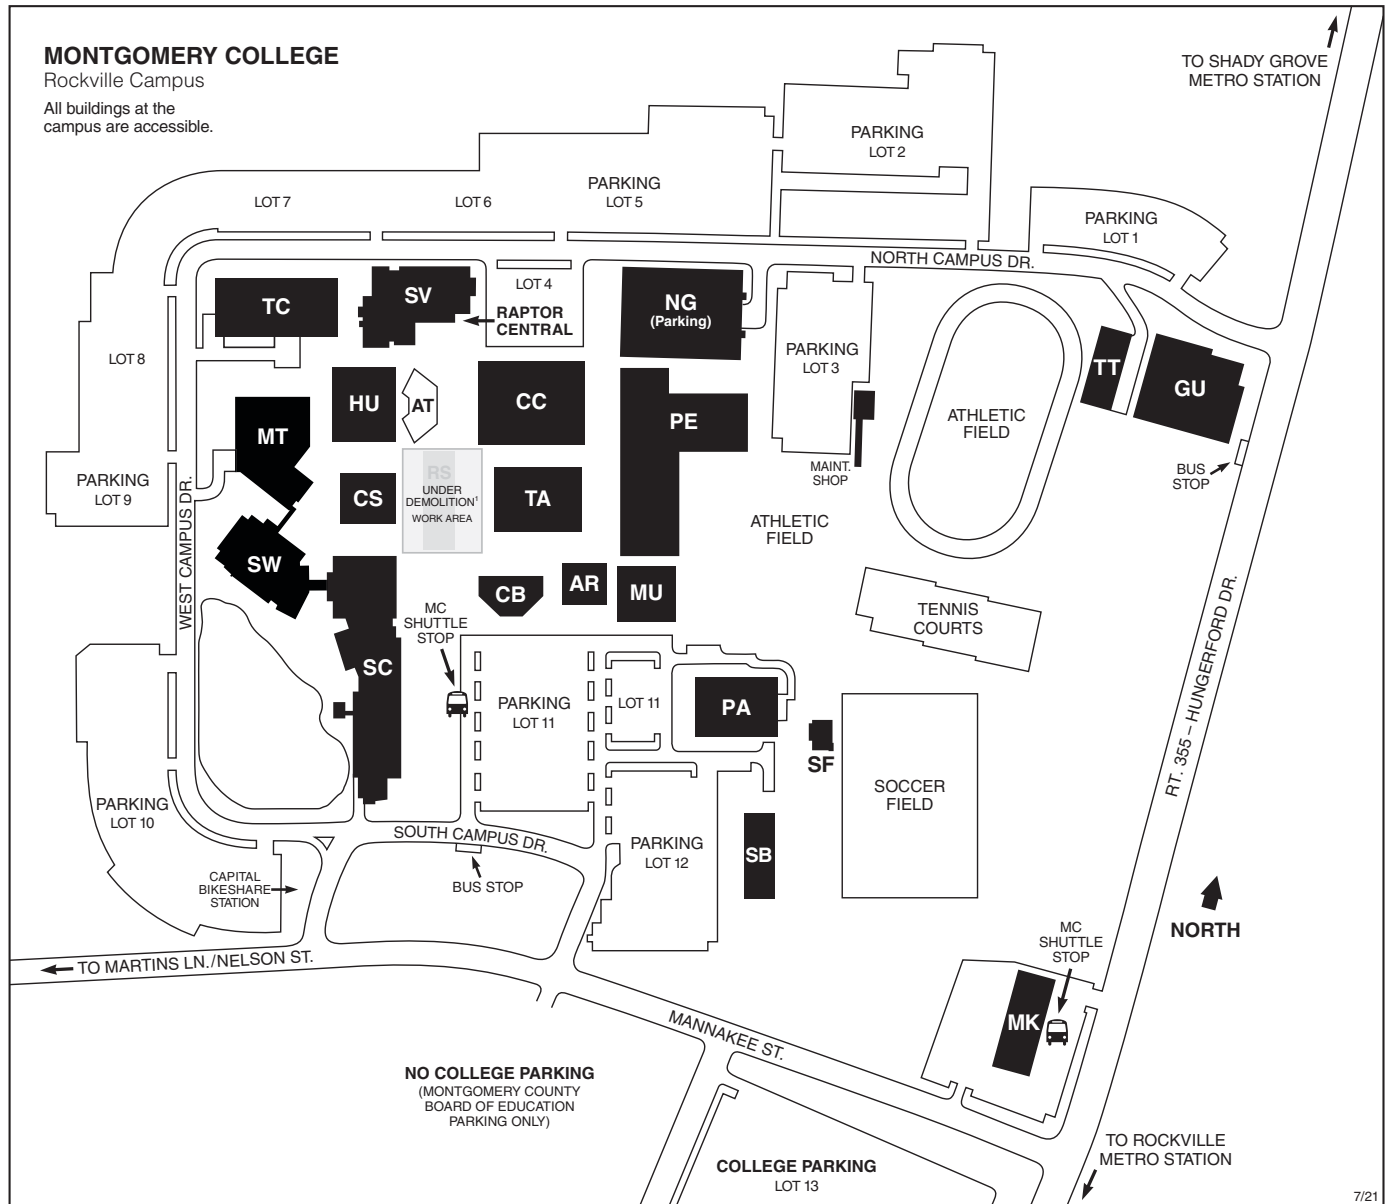 MONTGOMERY COLLEGE
Rockville Campus
All buildings at the
campus are accessible.
TO SHADY GROVE
METRO STATION
PARKING
LOT 2
PARKING
LOT 5
LOT 7
LOT 6
PARKING
LOT 1
NORTH CAMPUS DR.
TC
SV
LOT 4
RAPTOR
CENTRAL
NG
(Parking)
PARKING
LOT 3
LOT 8
TT
GU
HU
AT
CC
PE
ATHLETIC
FIELD
MT
MAINT.
SHOP
BUS
STOP
PARKING
LOT 9
CS
RS
UNDER
DEMOLITION¹
WORK AREA
TA
ATHLETIC
FIELD
WEST CAMPUS DR.
SW
CB
AR
MU
MC
SHUTTLE
STOP
TENNIS
COURTS
RT. 355 – HUNGERFORD DR.
SC
PARKING
LOT 11
LOT 11
PA
SF
SOCCER
FIELD
PARKING
LOT 10
SOUTH CAMPUS DR.
PARKING
LOT 12
SB
CAPITAL
BIKESHARE
STATION
BUS STOP
NORTH
MC
SHUTTLE
STOP
TO MARTINS LN./NELSON ST.
MK
MANNAKEE ST.
NO COLLEGE PARKING
(MONTGOMERY COUNTY
BOARD OF EDUCATION
PARKING ONLY)
COLLEGE PARKING
LOT 13
TO ROCKVILLE
METRO STATION
7/21